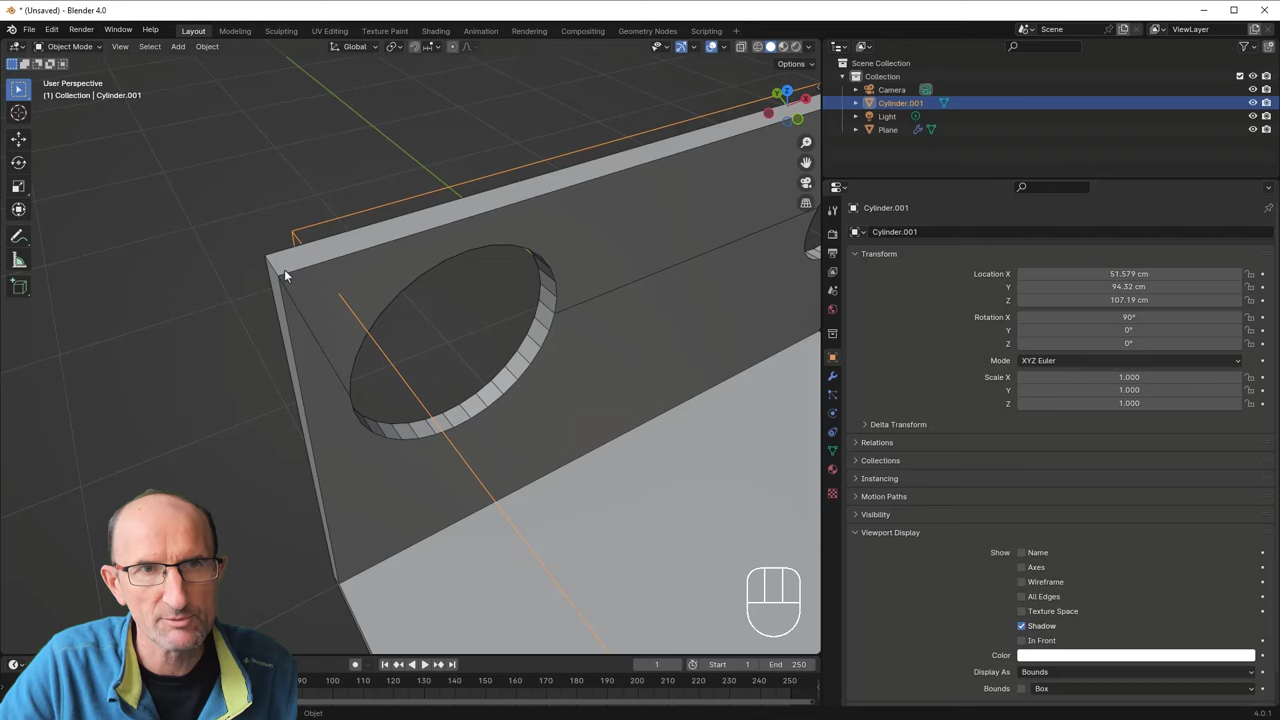 * (Unsaved) - Blender 4.0
File Edit Render Window Help Layout Modeling Sculpting UV Editing Texture Paint Shading Animation Rendering Compositing Geometry Nodes Scripting + Scene ViewLayer
Object Mode View Select Add Object Global
Options
User Perspective
(1) Collection | Cylinder.001
Z
Y
X
Scene Collection
Collection
Camera
Cylinder.001
Light
Plane
Cylinder.001
Cylinder.001
Transform
Location X 51.579 cm
Y 94.32 cm
Z 107.19 cm
Rotation X 90°
Y 0°
Z 0°
Mode XYZ Euler
Scale X 1.000
Y 1.000
Z 1.000
Delta Transform
Relations
Collections
Instancing
Motion Paths
Visibility
Viewport Display
Show Name
Axes
Wireframe
All Edges
Texture Space
Shadow
In Front
Color
Display As Bounds
Bounds Box
1 Start 1 End 250
90 100 110 120 130 140 150 160 170 180 190 200 210 220 230 240 250
Objet
4.0.1